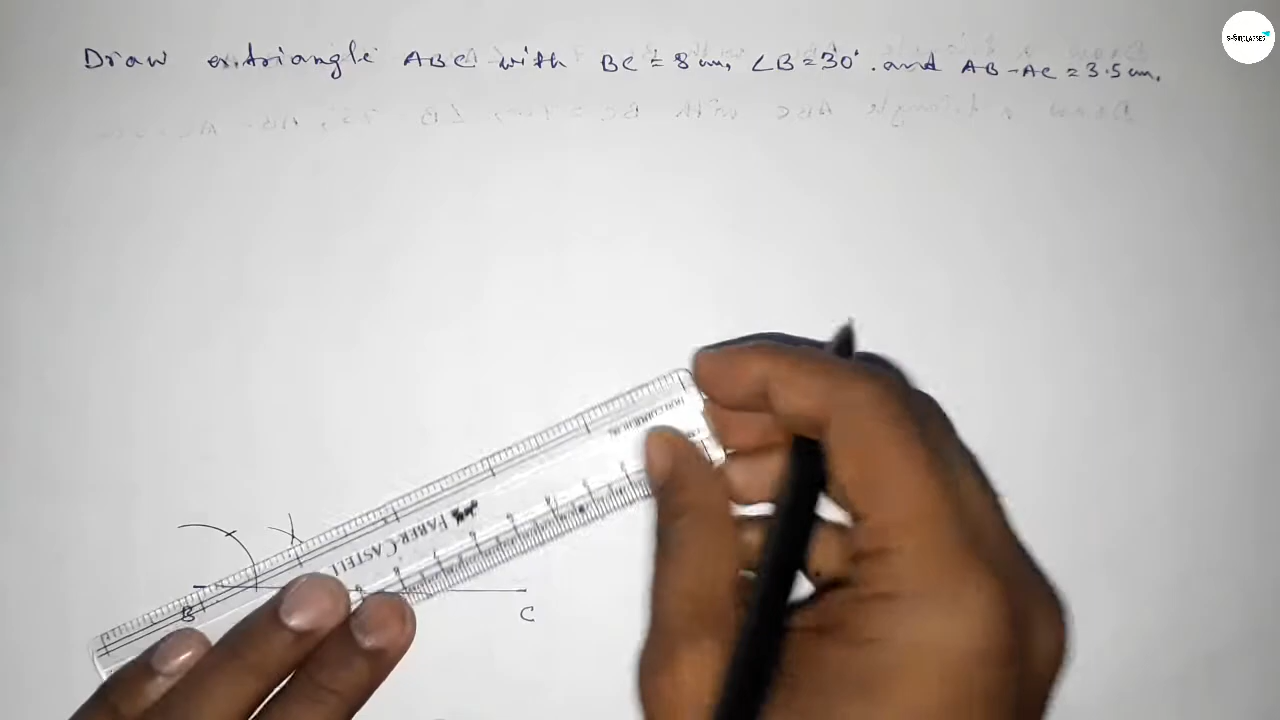 Draw a triangle ABC with BC = 8 cm, ∠B = 30° and AB - AC = 3.5 cm.
FABER-CASTELL
B
C